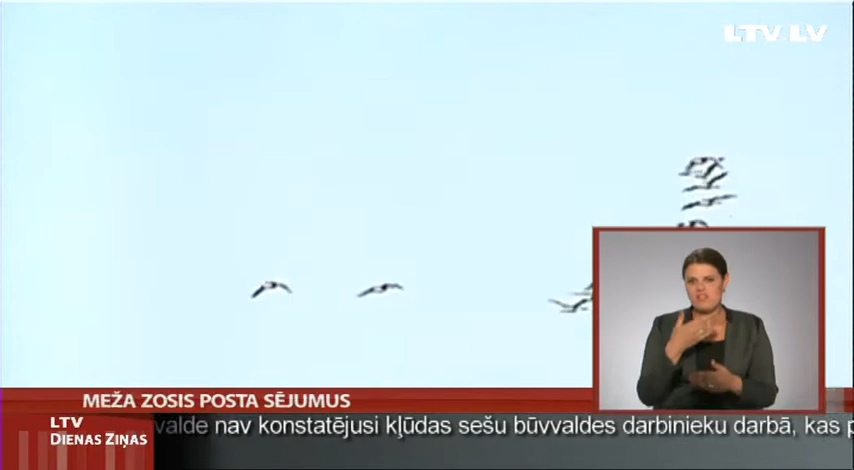 LTV.LV
MEŽA ZOSIS POSTA SĒJUMUS
LTV
DIENAS ZIŅAS
valde nav konstatējusi kļūdas sešu būvvaldes darbinieku darbā, kas